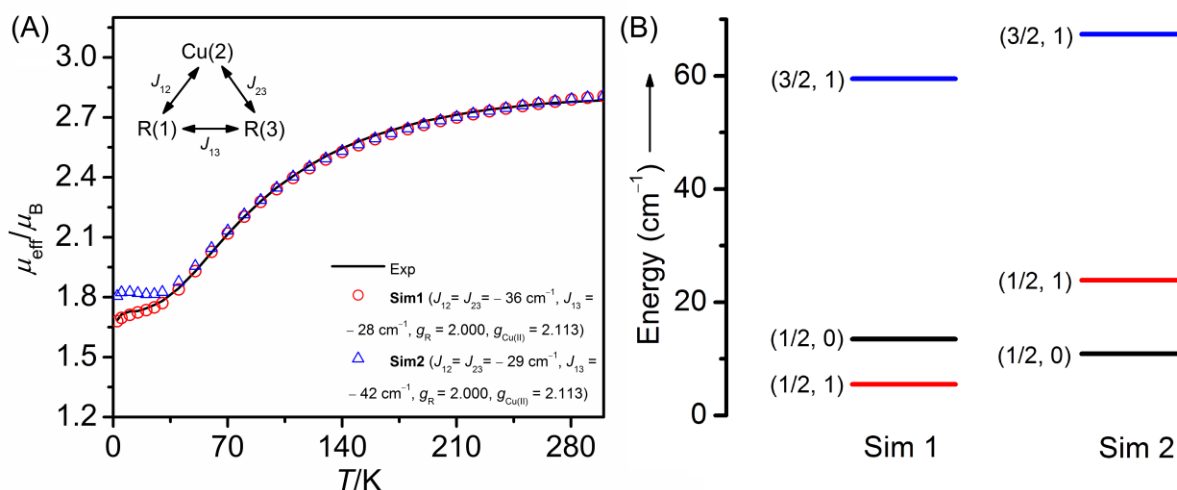 (A)
3.0
2.7
2.4
2.1
1.8
1.5
1.2
μeff/μB
0
70
140
210
280
T/K
Cu(2)
J12
J23
R(1)
R(3)
J13
Exp
Sim1 (J12= J23= − 36 cm−1, J13 =
− 28 cm−1, gR = 2.000, gCu(II) = 2.113)
Sim2 (J12= J23= − 29 cm−1, J13 =
− 42 cm−1, gR = 2.000, gCu(II) = 2.113)
(B)
60
40
20
0
Energy (cm−1)
(3/2, 1)
(1/2, 0)
(1/2, 1)
Sim 1
(3/2, 1)
(1/2, 1)
(1/2, 0)
Sim 2